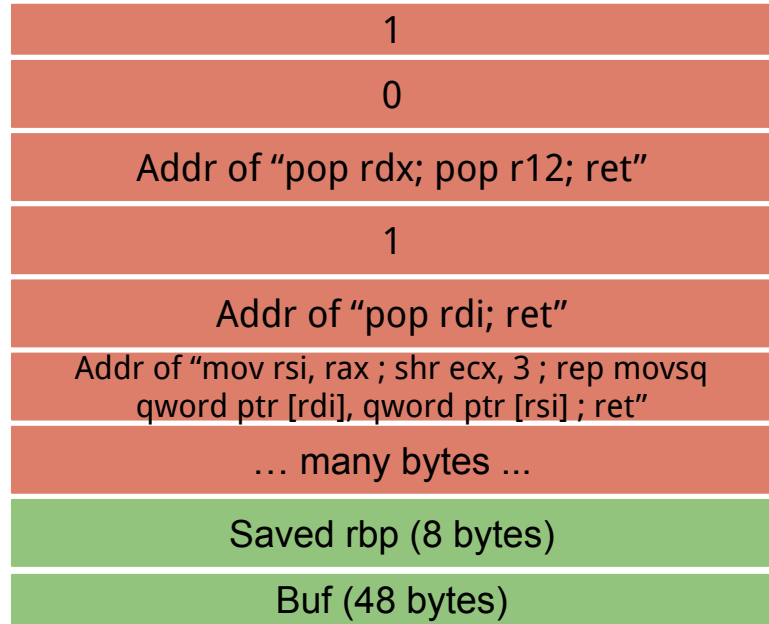 1
0
Addr of “pop rdx; pop r12; ret”
1
Addr of “pop rdi; ret”
Addr of “mov rsi, rax ; shr ecx, 3 ; rep movsq
qword ptr [rdi], qword ptr [rsi] ; ret”
… many bytes ...
Saved rbp (8 bytes)
Buf (48 bytes)